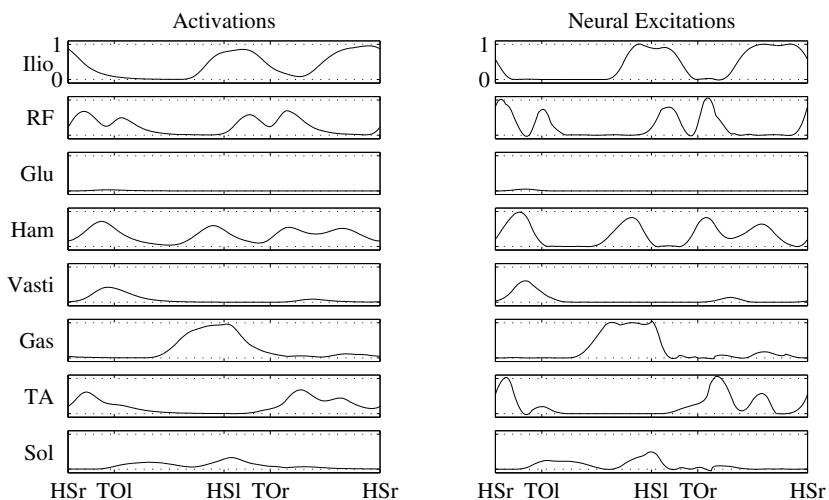 Activations Neural Excitations
1 1
Ilio
0 0
RF
Glu
Ham
Vasti
Gas
TA
Sol
HSr TOl HSl TOr HSr HSr TOl HSl TOr HSr